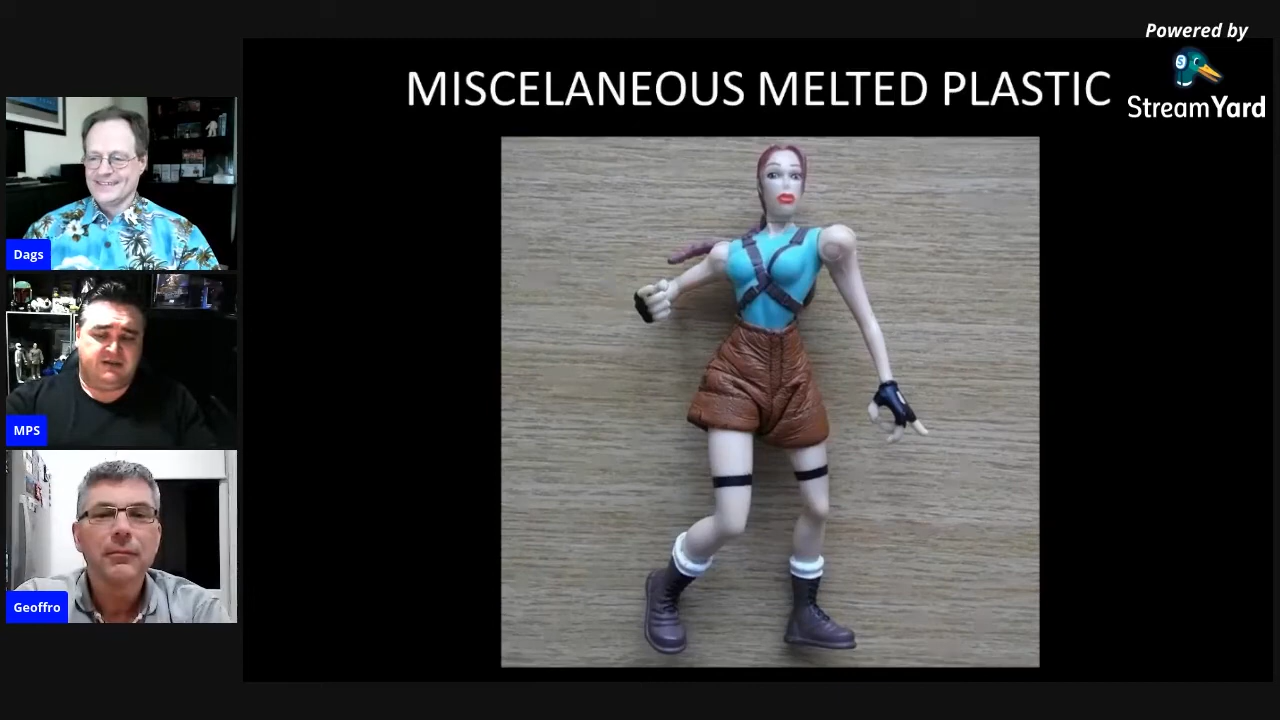 MISCELANEOUS MELTED PLASTIC
Powered by
StreamYard
Dags
MPS
Geoffro